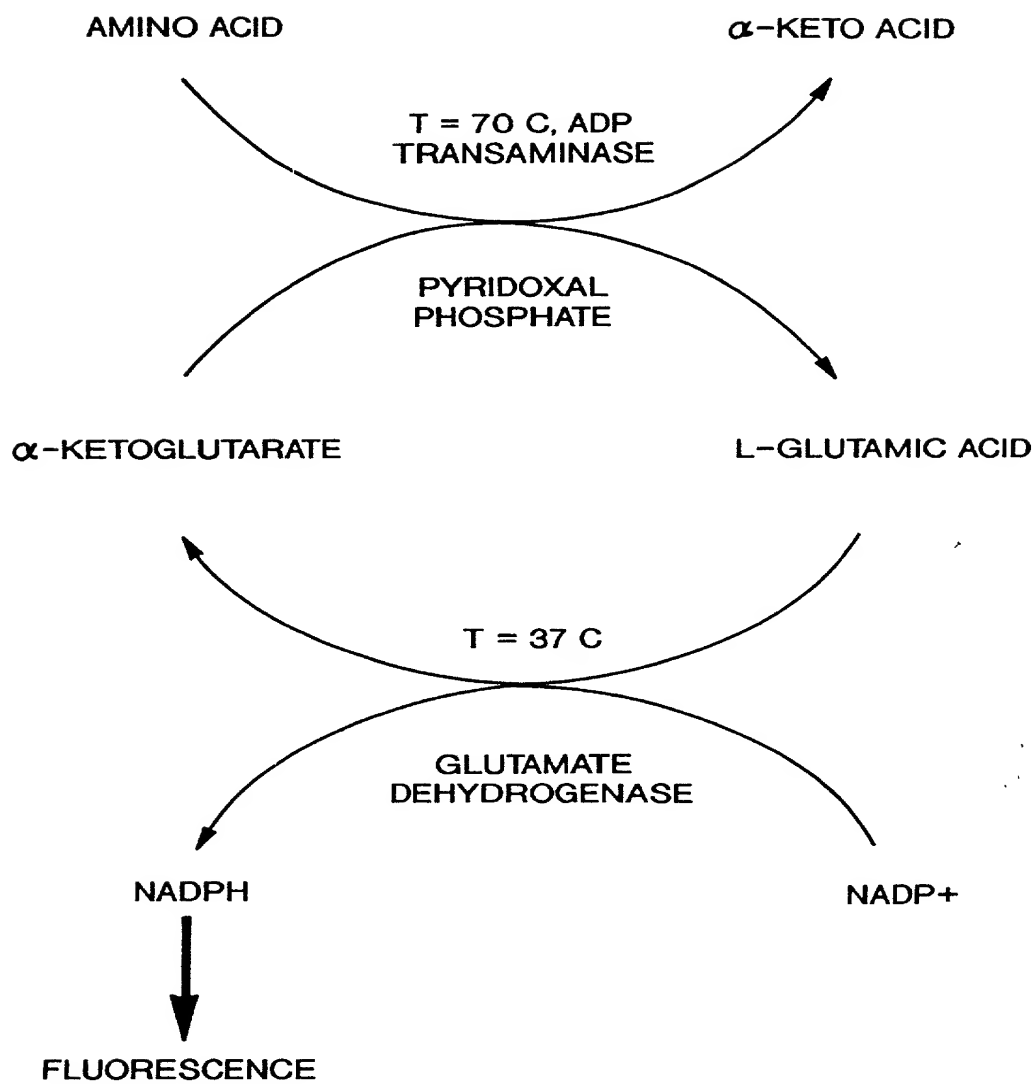 AMINO ACID
α-KETO ACID
T = 70 C, ADP
TRANSAMINASE
PYRIDOXAL
PHOSPHATE
α-KETOGLUTARATE
L-GLUTAMIC ACID
T = 37 C
GLUTAMATE
DEHYDROGENASE
NADPH
NADP+
FLUORESCENCE